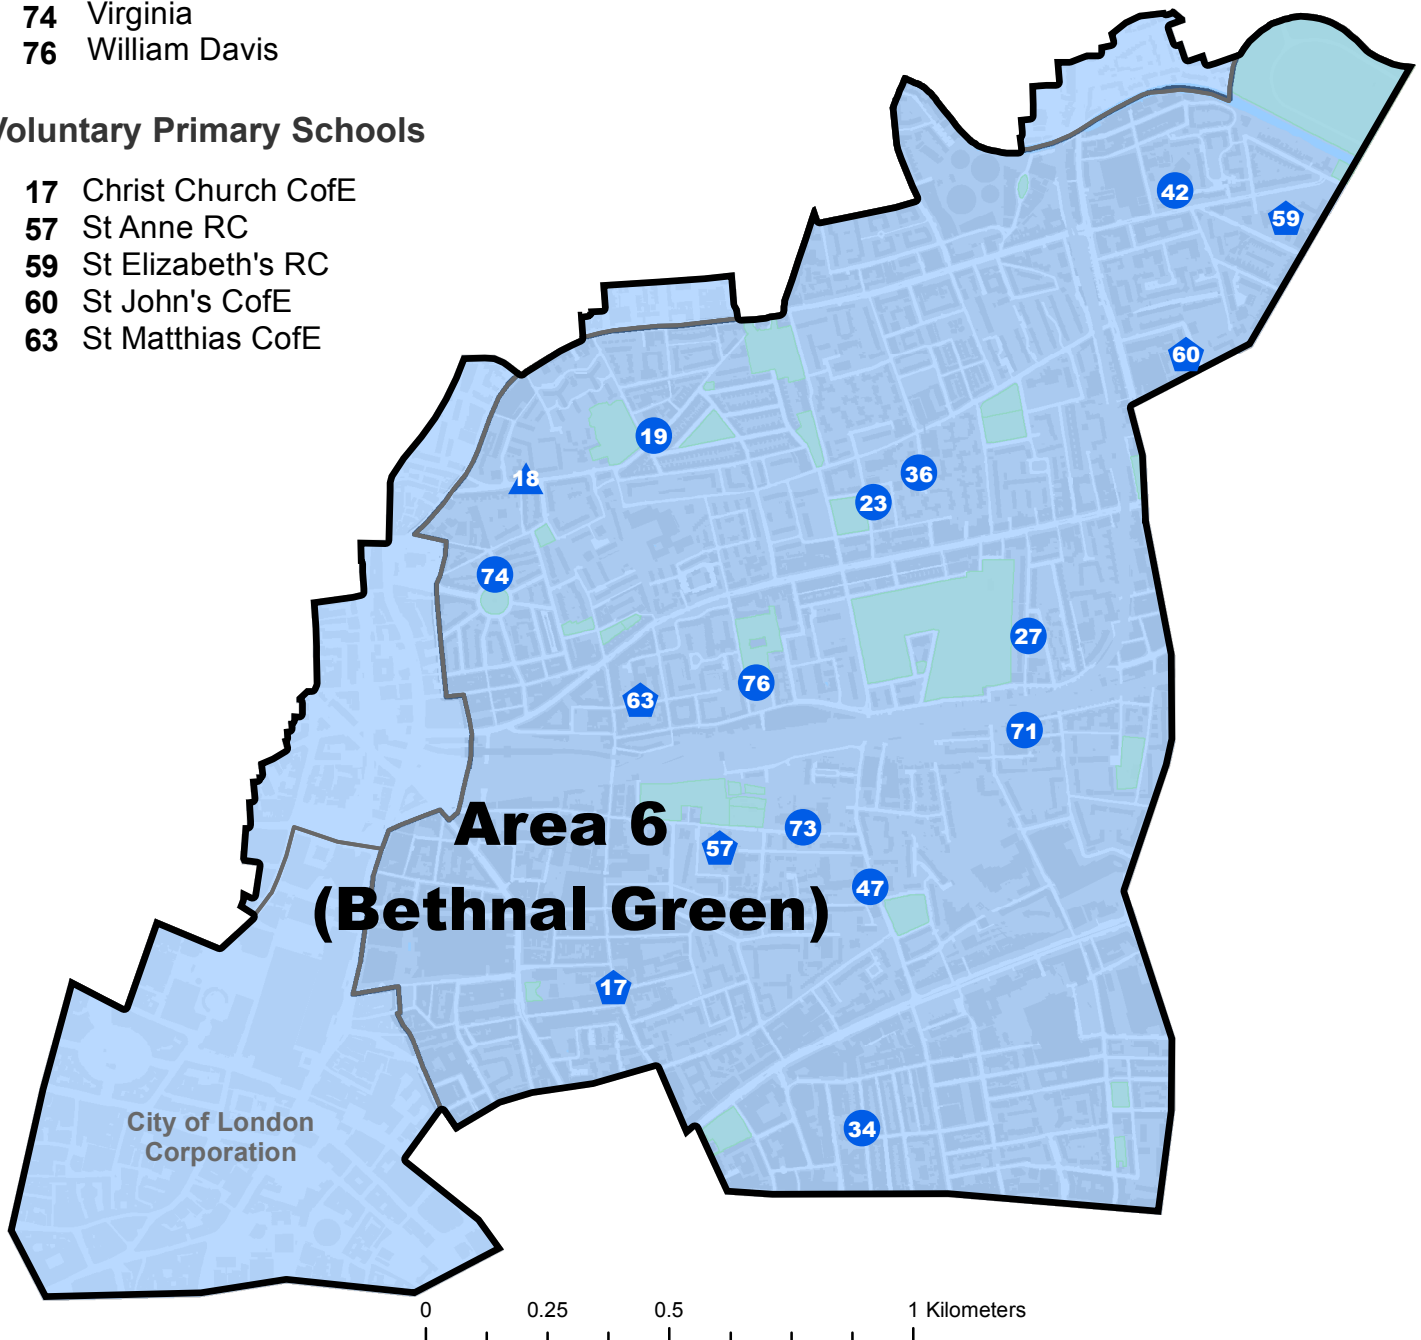 74 Virginia
76 William Davis
Voluntary Primary Schools
17 Christ Church CofE
57 St Anne RC
59 St Elizabeth's RC
60 St John's CofE
63 St Matthias CofE
42
59
60
19
18
36
23
74
27
63
76
71
Area 6
(Bethnal Green)
57
73
47
17
City of London
Corporation
34
0 0.25 0.5 1 Kilometers